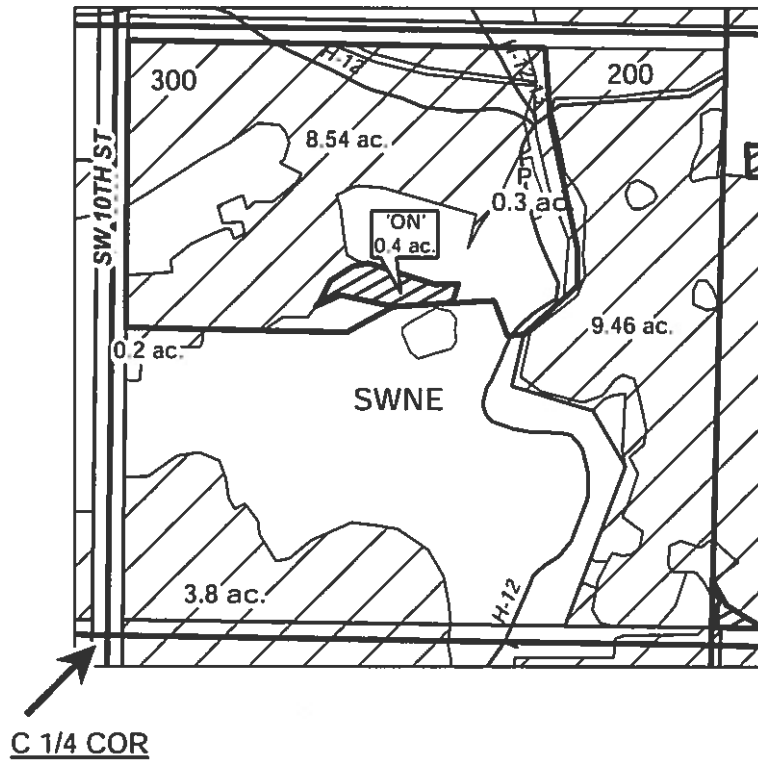 300
H-12
200
8.54 ac.
SW 10TH ST
P
0.3 ac
'ON'
0.4 ac.
0.2 ac.
9.46 ac.
SWNE
3.8 ac.
H-12
C 1/4 COR